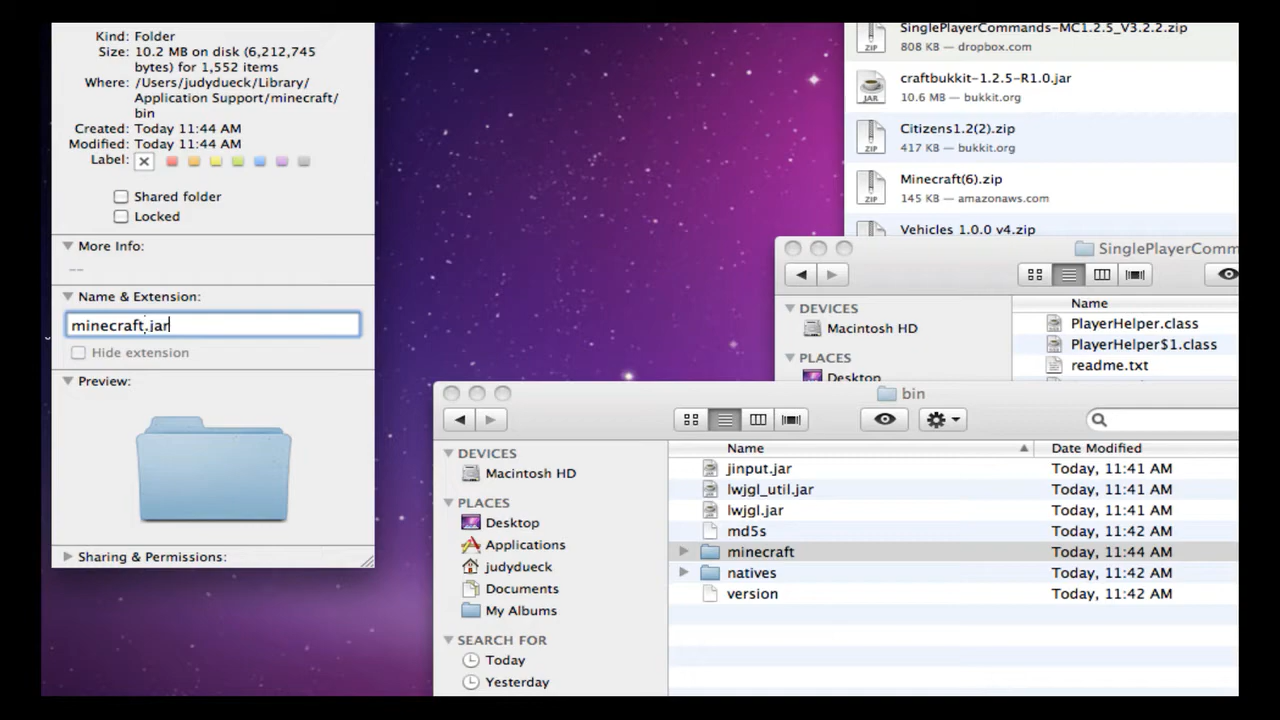 Kind: Folder
Size: 10.2 MB on disk (6,212,745
bytes) for 1,552 items
Where: /Users/judydueck/Library/
Application Support/minecraft/
bin
Created: Today 11:44 AM
Modified: Today 11:44 AM
Label:
Shared folder
Locked
More Info:
--
Name & Extension:
minecraft.jar
Hide extension
Preview:
Sharing & Permissions:
SinglePlayerCommands-MC1.2.5_V3.2.2.zip
808 KB — dropbox.com
ZIP
craftbukkit-1.2.5-R1.0.jar
10.6 MB — bukkit.org
JAR
Citizens1.2(2).zip
417 KB — bukkit.org
ZIP
Minecraft(6).zip
145 KB — amazonaws.com
ZIP
Vehicles 1.0.0 v4.zip
SinglePlayerComm
DEVICES
Macintosh HD
PLACES
Desktop
Name
PlayerHelper.class
PlayerHelper$1.class
readme.txt
bin
DEVICES
Macintosh HD
PLACES
Desktop
Applications
judydueck
Documents
My Albums
SEARCH FOR
Today
Yesterday
Name Date Modified
jinput.jar Today, 11:41 AM
lwjgl_util.jar Today, 11:41 AM
lwjgl.jar Today, 11:41 AM
md5s Today, 11:42 AM
minecraft Today, 11:44 AM
natives Today, 11:42 AM
version Today, 11:42 AM